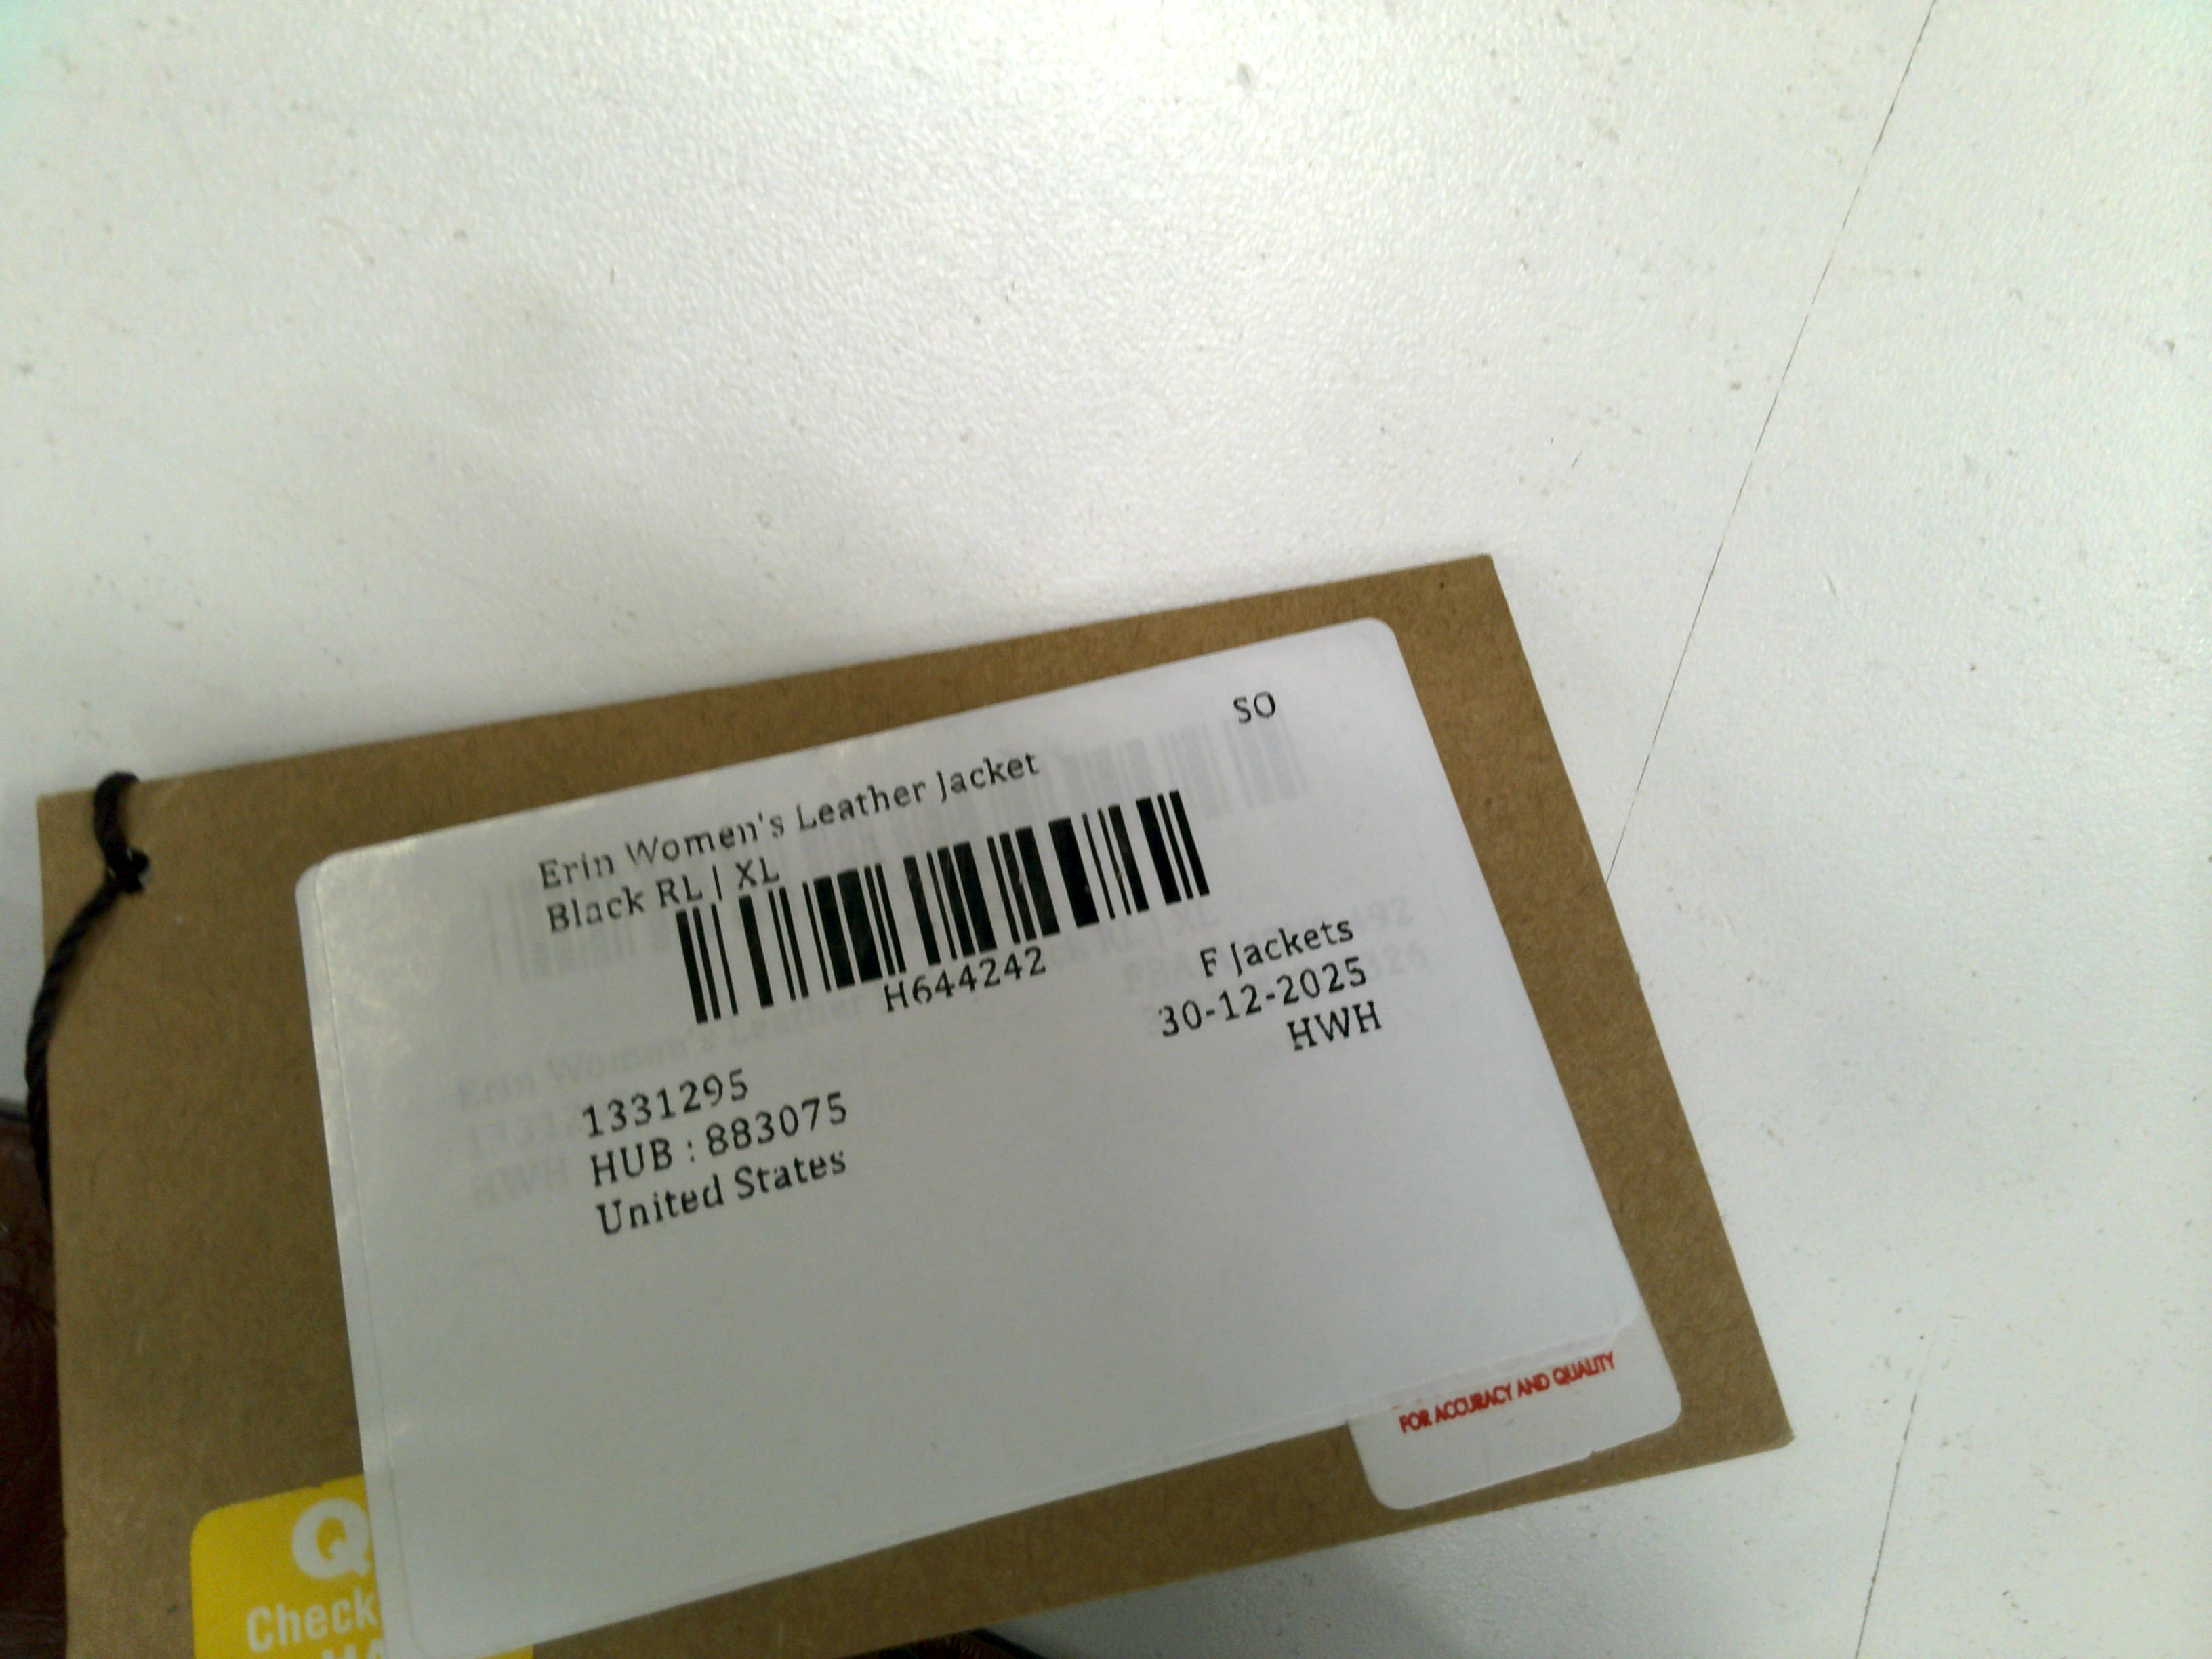 SO
Erin Women's Leather Jacket
Black RL | XL
H644242
F Jackets
30-12-2025
HWH
1331295
HUB : 883075
United States
FOR ACCURACY AND QUALITY
Q
Check